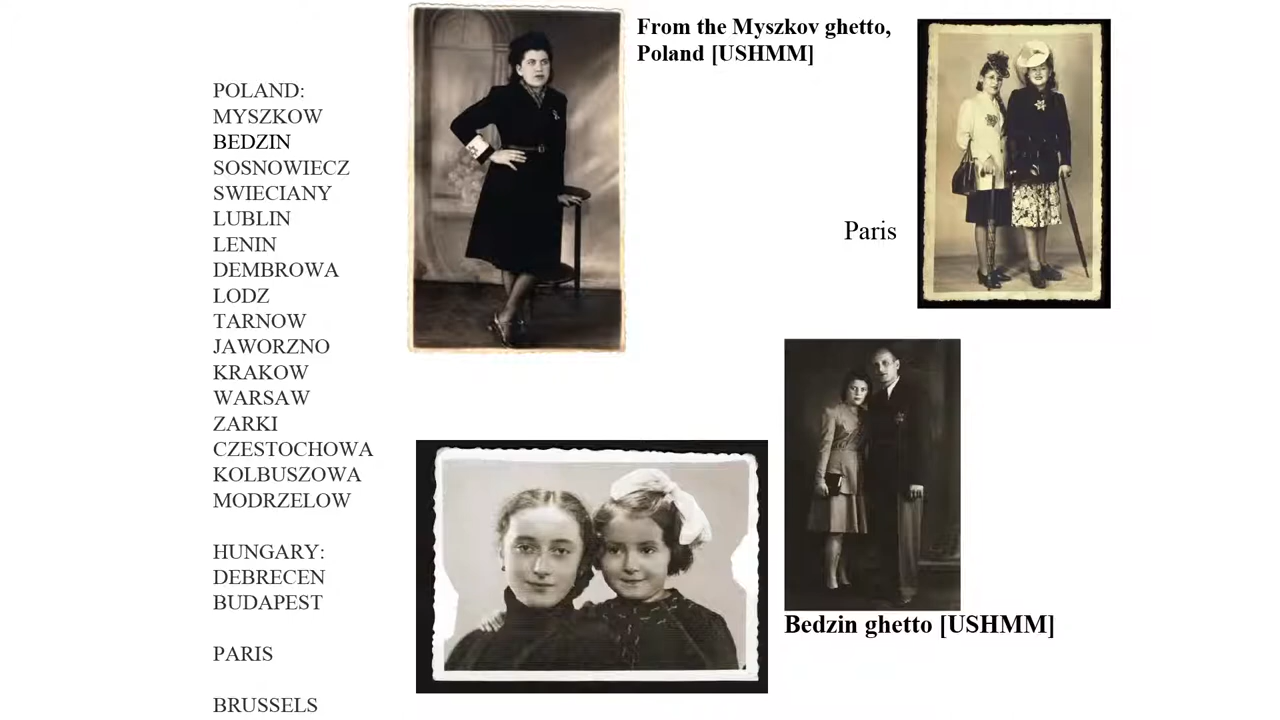 POLAND:
MYSZKOW
BEDZIN
SOSNOWIECZ
SWIECIANY
LUBLIN
LENIN
DEMBROWA
LODZ
TARNOW
JAWORZNO
KRAKOW
WARSAW
ZARKI
CZESTOCHOWA
KOLBUSZOWA
MODRZELOW
HUNGARY:
DEBRECEN
BUDAPEST
PARIS
BRUSSELS
From the Myszkov ghetto,
Poland [USHMM]
Paris
Bedzin ghetto [USHMM]